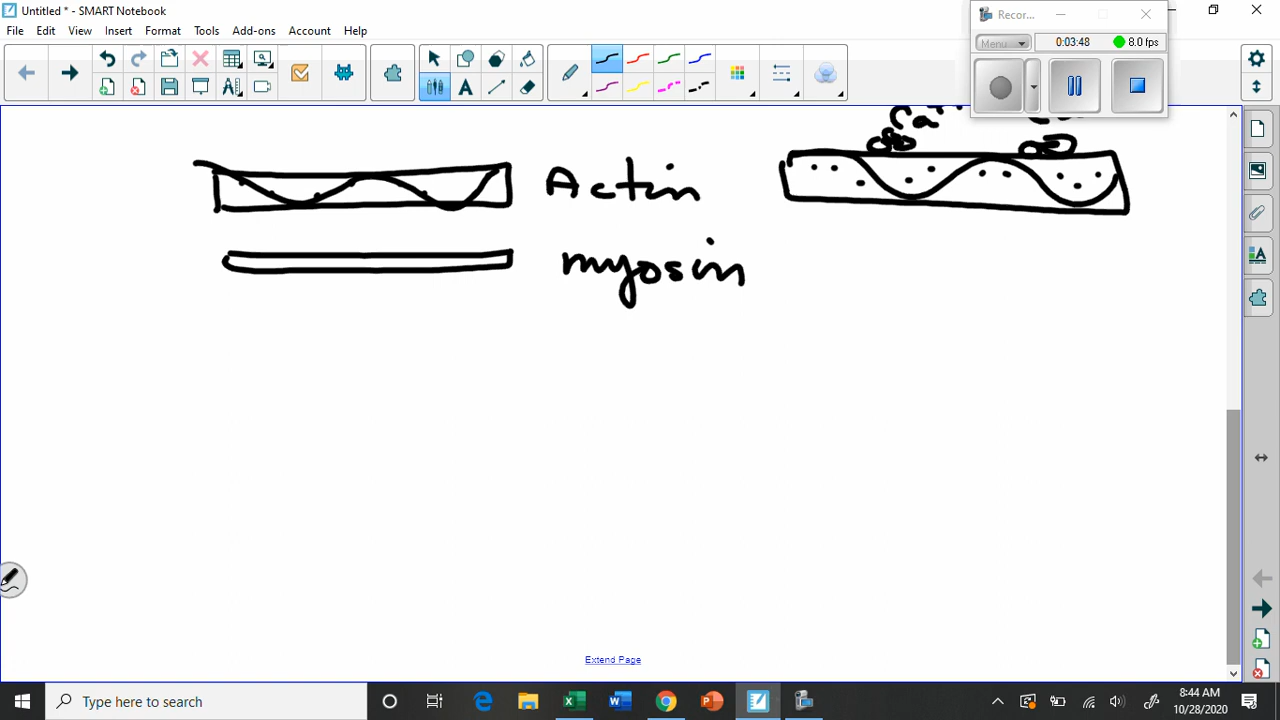 Untitled * - SMART Notebook
Recor...
File Edit View Insert Format Tools Add-ons Account Help
Menu 0:03:48 8.0 fps
Ca++
Actin
myosin
Extend Page
Type here to search
8:44 AM
10/28/2020